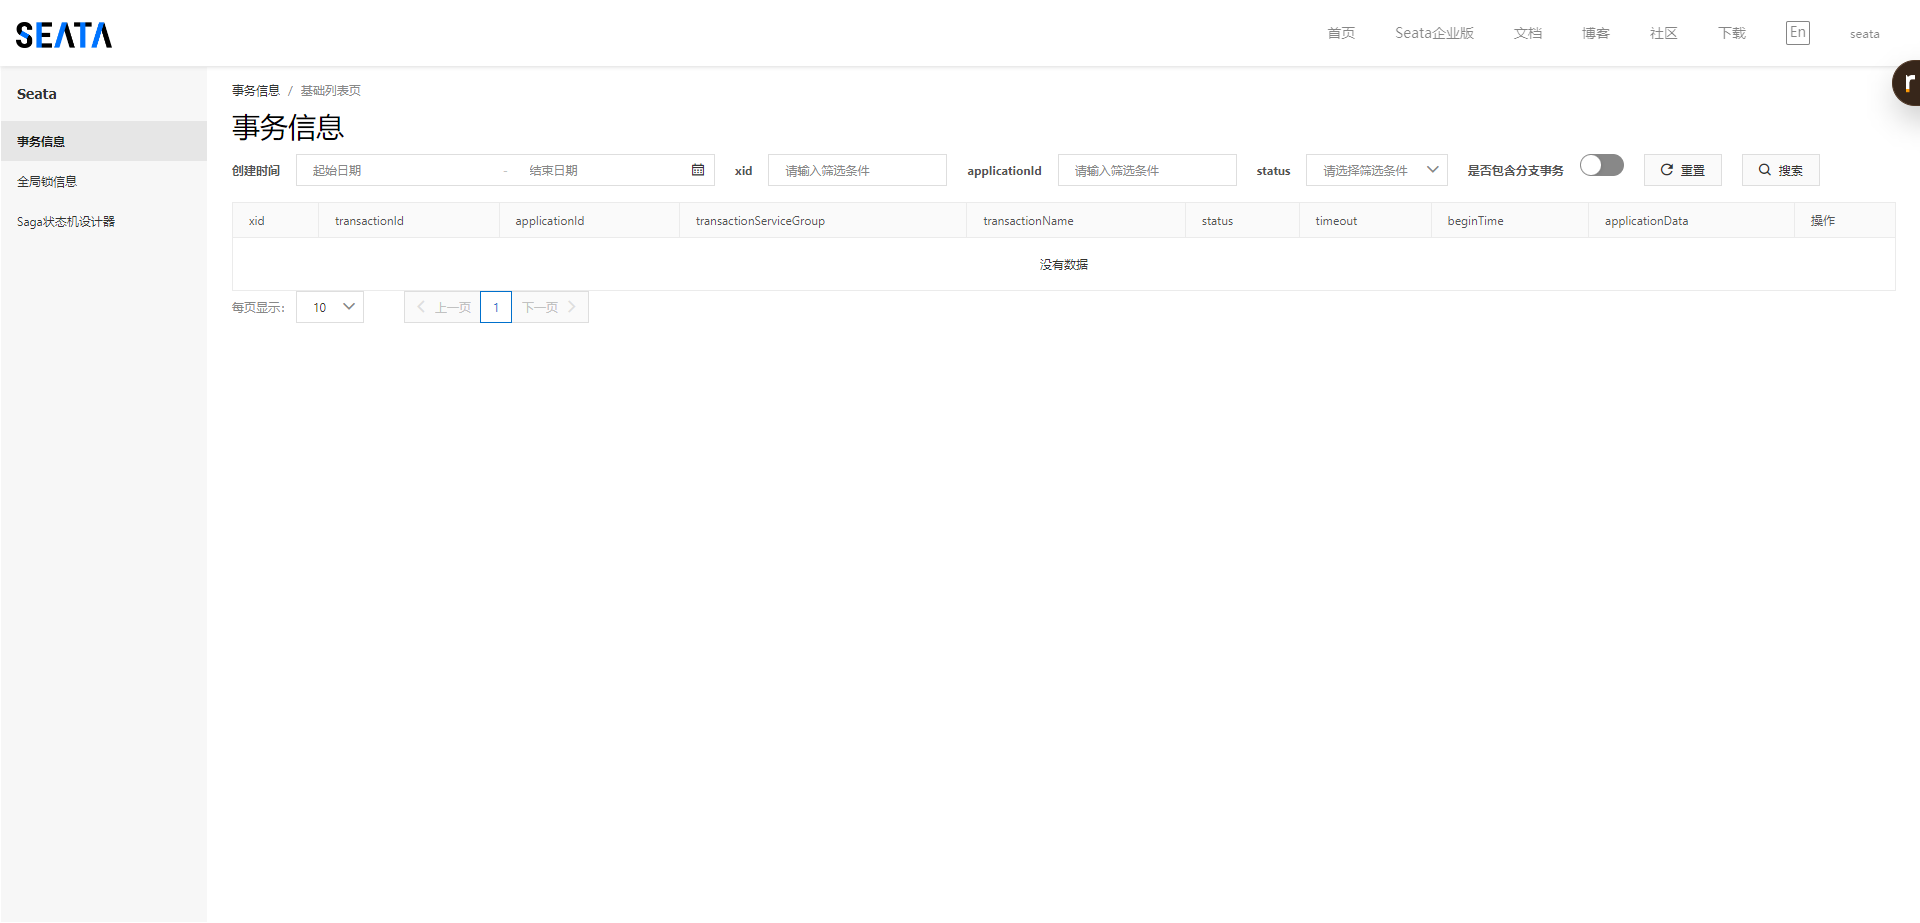 SEATA
首页 Seata企业版 文档 博客 社区 下载 En seata
Seata
事务信息
全局锁信息
Saga状态机设计器
事务信息 / 基础列表页
事务信息
创建时间 起始日期 - 结束日期 xid 请输入筛选条件 applicationId 请输入筛选条件 status 请选择筛选条件 是否包含分支事务 重置 搜索
xid transactionId applicationId transactionServiceGroup transactionName status timeout beginTime applicationData 操作
没有数据
每页显示: 10 上一页 1 下一页
r